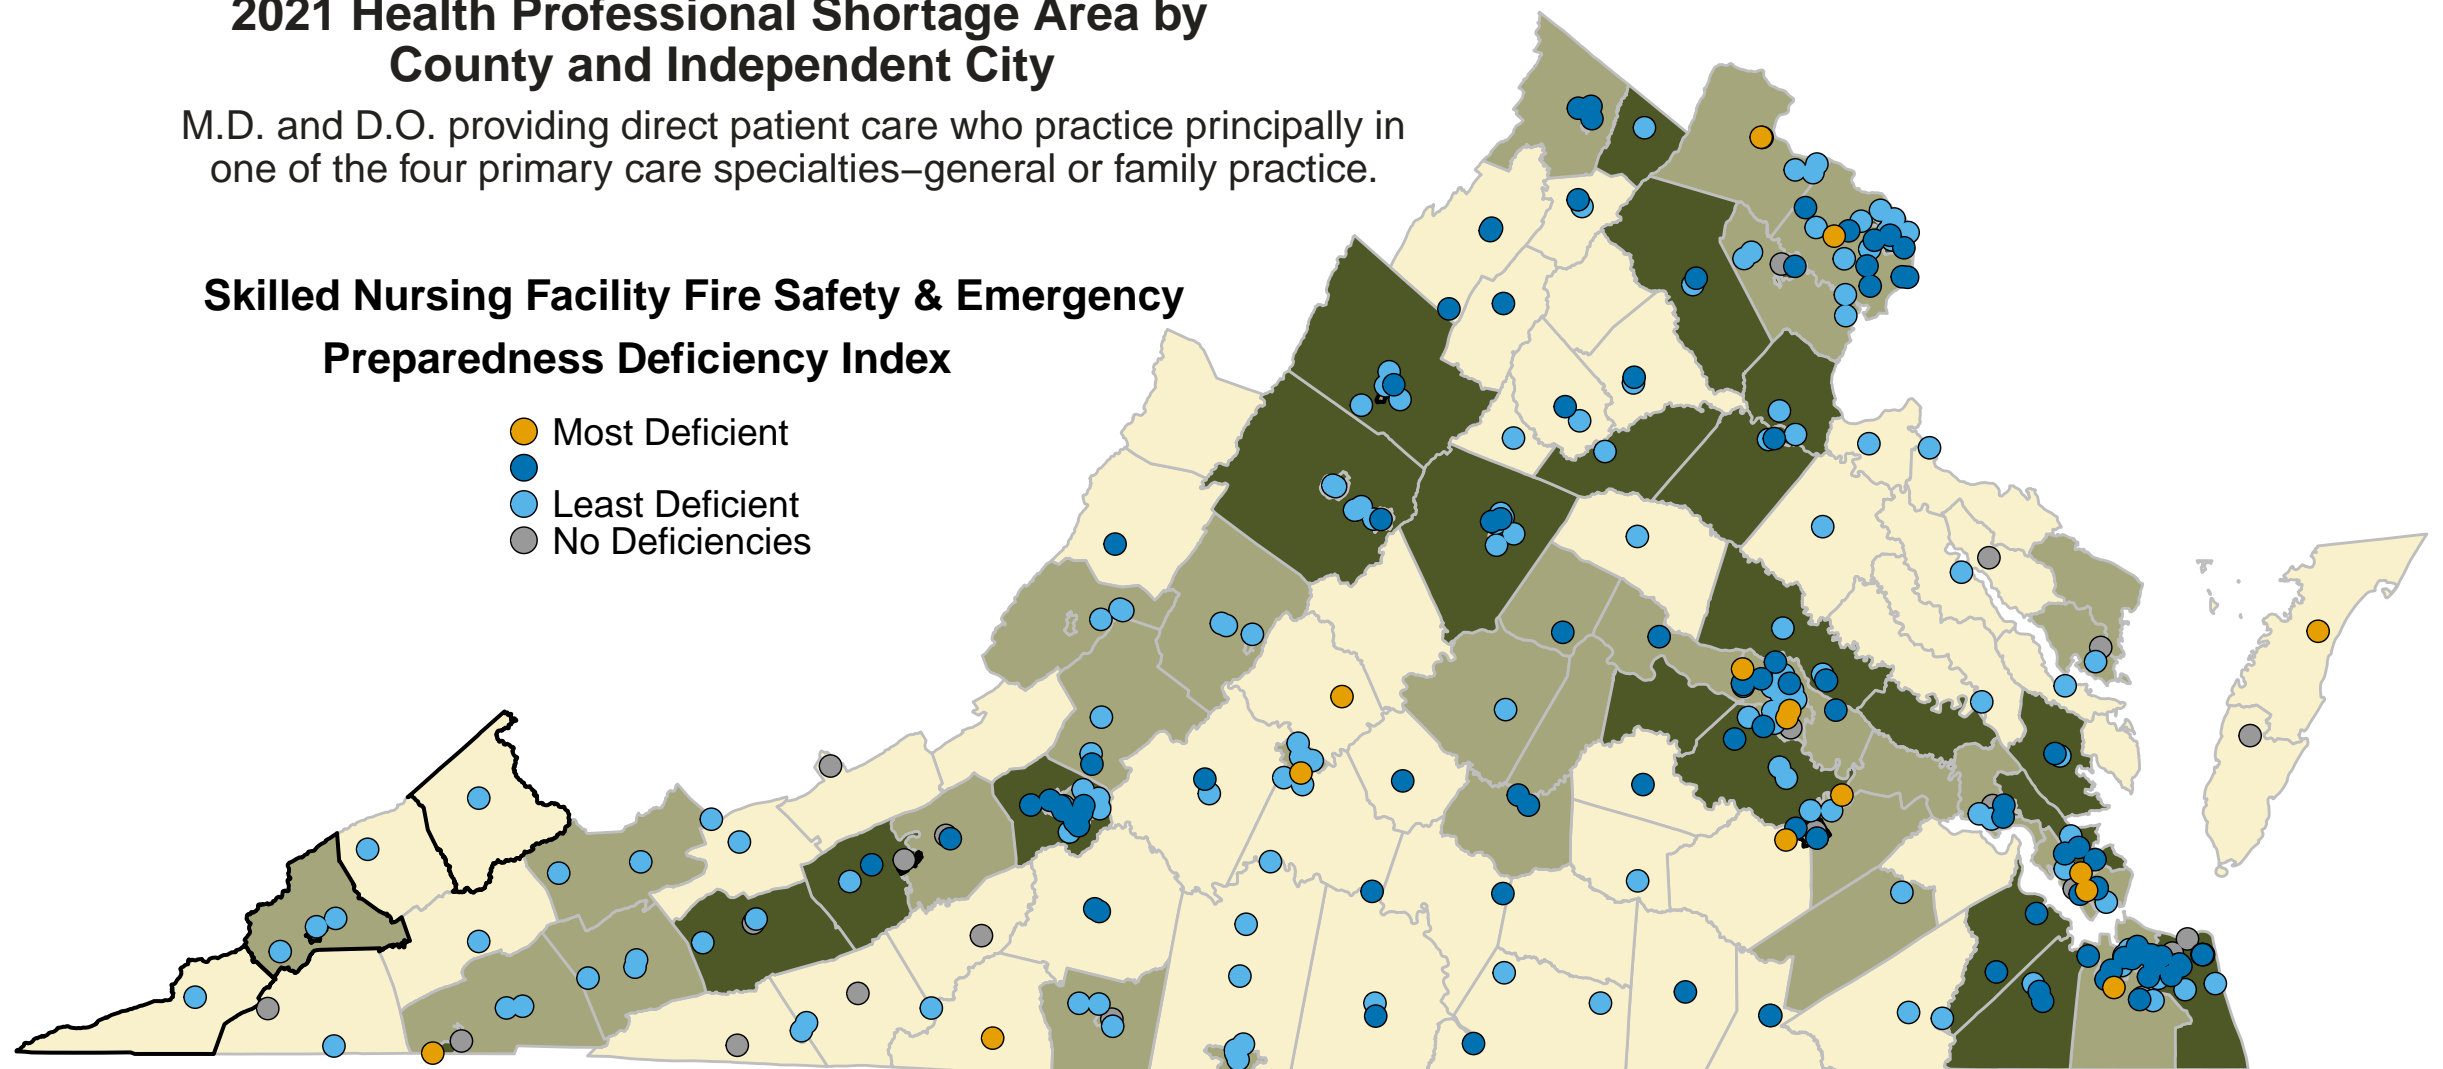 2021 Health Professional Shortage Area by
County and Independent City
M.D. and D.O. providing direct patient care who practice principally in
one of the four primary care specialties–general or family practice.
Skilled Nursing Facility Fire Safety & Emergency
Preparedness Deficiency Index
Most Deficient
Least Deficient
No Deficiencies